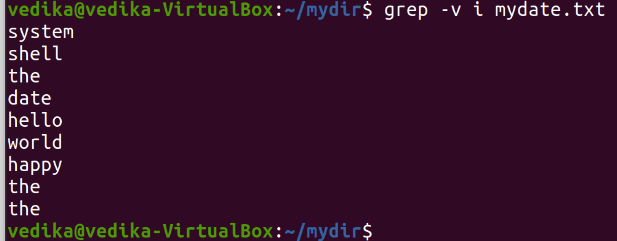 vedika@vedika-VirtualBox:~/mydir$ grep -v i mydate.txt
system
shell
the
date
hello
world
happy
the
the
vedika@vedika-VirtualBox:~/mydir$